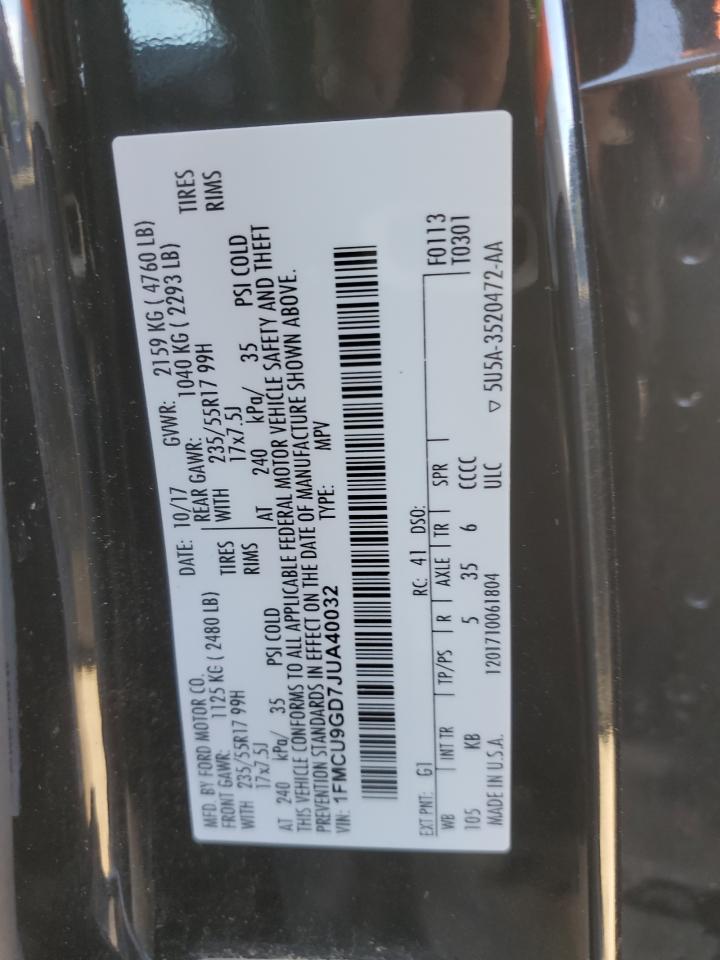 MFD. BY FORD MOTOR CO.
DATE: 10/17 GVWR: 2159 KG ( 4760 LB)
FRONT GAWR: 1125 KG ( 2480 LB) REAR GAWR: 1040 KG ( 2293 LB)
WITH 235/55R17 99H TIRES WITH 235/55R17 99H TIRES
17x7.5J RIMS 17x7.5J RIMS
AT 240 kPa/ 35 PSI COLD AT 240 kPa/ 35 PSI COLD
THIS VEHICLE CONFORMS TO ALL APPLICABLE FEDERAL MOTOR VEHICLE SAFETY AND THEFT
PREVENTION STANDARDS IN EFFECT ON THE DATE OF MANUFACTURE SHOWN ABOVE.
VIN: 1FMCU9GD7JUA40032 TYPE: MPV
EXT PNT: G1 RC: 41 DSO: F0113
WB INT TR TP/PS R AXLE TR SPR T0301
105 KB 5 35 6 CCCC
MADE IN U.S.A. 1201710061804 ULC ▽ 5U5A-3520472-AA